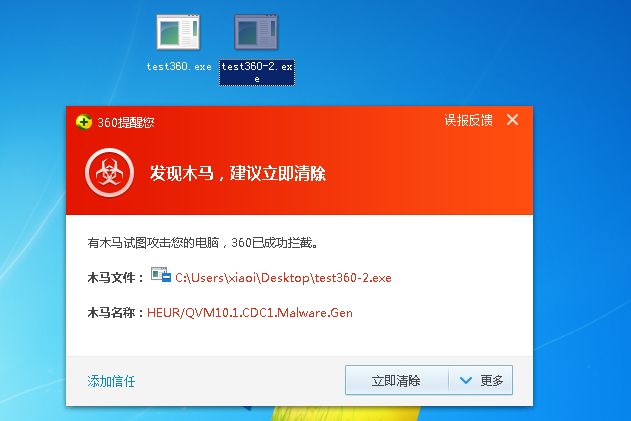 test360.exe
test360-2.ex
e
360提醒您
误报反馈
发现木马，建议立即清除
有木马试图攻击您的电脑，360已成功拦截。
木马文件：C:\Users\xiaoi\Desktop\test360-2.exe
木马名称：HEUR/QVM10.1.CDC1.Malware.Gen
添加信任
立即清除
更多